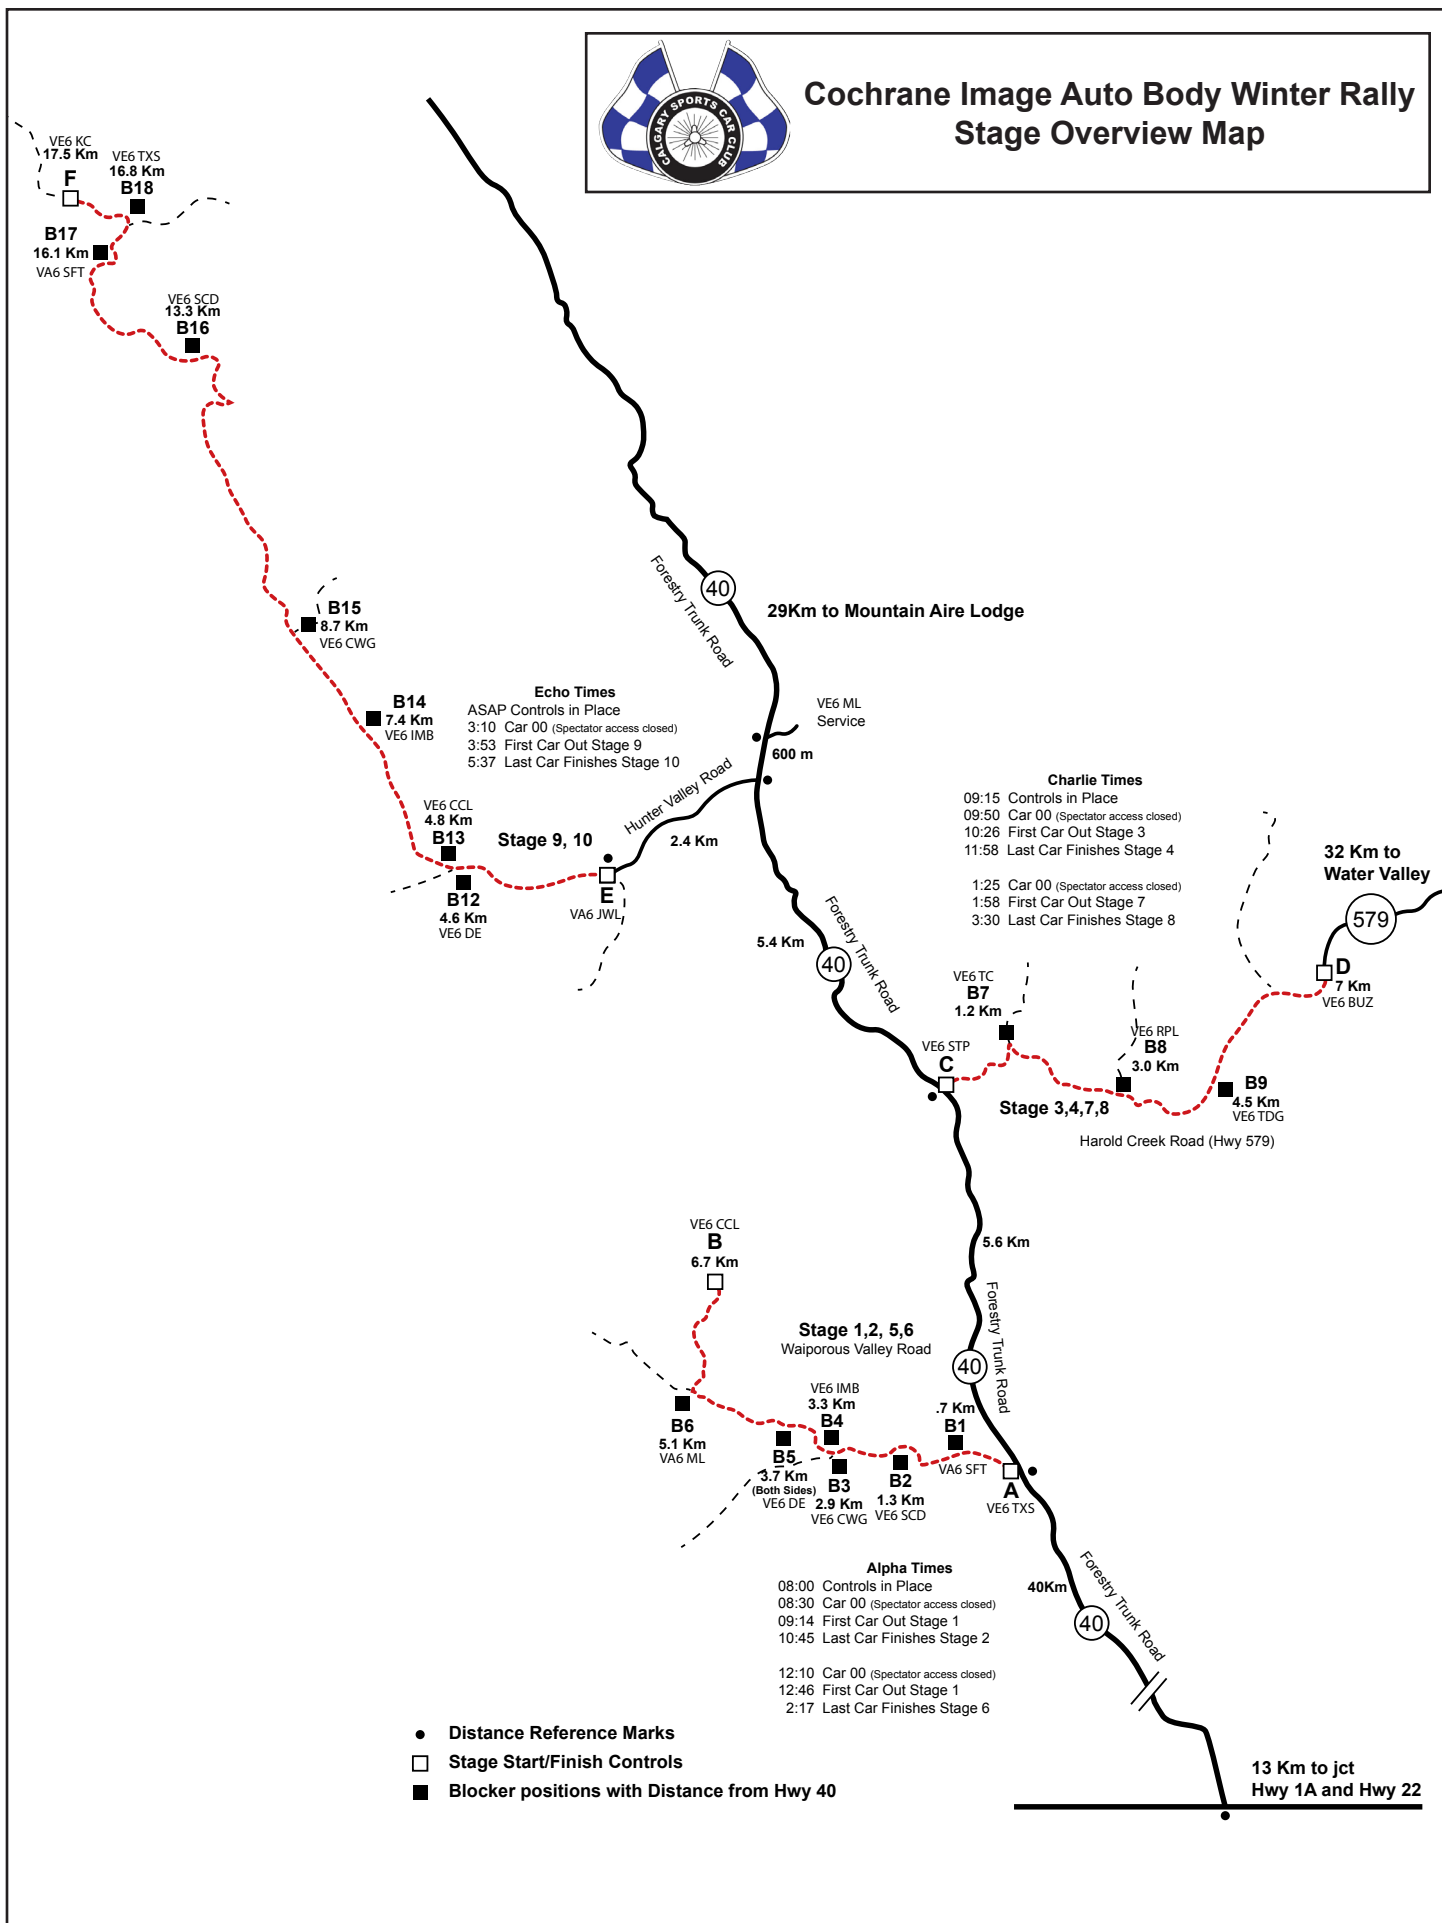 CALGARY SPORTS CAR CLUB
Cochrane Image Auto Body Winter Rally
Stage Overview Map
VE6 KC
17.5 Km
F
VE6 TXS
16.8 Km
B18
B17
16.1 Km
VA6 SFT
VE6 SCD
13.3 Km
B16
40
Forestry Trunk Road
29Km to Mountain Aire Lodge
B15
8.7 Km
VE6 CWG
B14
7.4 Km
VE6 IMB
Echo Times
ASAP Controls in Place
3:10 Car 00 (Spectator access closed)
3:53 First Car Out Stage 9
5:37 Last Car Finishes Stage 10
VE6 ML
Service
600 m
Hunter Valley Road
2.4 Km
VE6 CCL
4.8 Km
B13
Stage 9, 10
B12
4.6 Km
VE6 DE
E
VA6 JWL
Charlie Times
09:15 Controls in Place
09:50 Car 00 (Spectator access closed)
10:26 First Car Out Stage 3
11:58 Last Car Finishes Stage 4
1:25 Car 00 (Spectator access closed)
1:58 First Car Out Stage 7
3:30 Last Car Finishes Stage 8
32 Km to
Water Valley
579
D
7 Km
VE6 BUZ
5.4 Km
40
Forestry Trunk Road
VE6 TC
B7
1.2 Km
VE6 RPL
B8
3.0 Km
VE6 STP
C
Stage 3,4,7,8
B9
4.5 Km
VE6 TDG
Harold Creek Road (Hwy 579)
VE6 CCL
B
6.7 Km
5.6 Km
Forestry Trunk Road
40
Stage 1,2, 5,6
Waiporous Valley Road
VE6 IMB
3.3 Km
B4
.7 Km
B1
VA6 SFT
B6
5.1 Km
VA6 ML
B5
3.7 Km
(Both Sides)
VE6 DE
B3
2.9 Km
VE6 CWG
B2
1.3 Km
VE6 SCD
A
VE6 TXS
Alpha Times
08:00 Controls in Place
08:30 Car 00 (Spectator access closed)
09:14 First Car Out Stage 1
10:45 Last Car Finishes Stage 2
12:10 Car 00 (Spectator access closed)
12:46 First Car Out Stage 1
2:17 Last Car Finishes Stage 6
40Km
Forestry Trunk Road
40
Distance Reference Marks
Stage Start/Finish Controls
Blocker positions with Distance from Hwy 40
13 Km to jct
Hwy 1A and Hwy 22